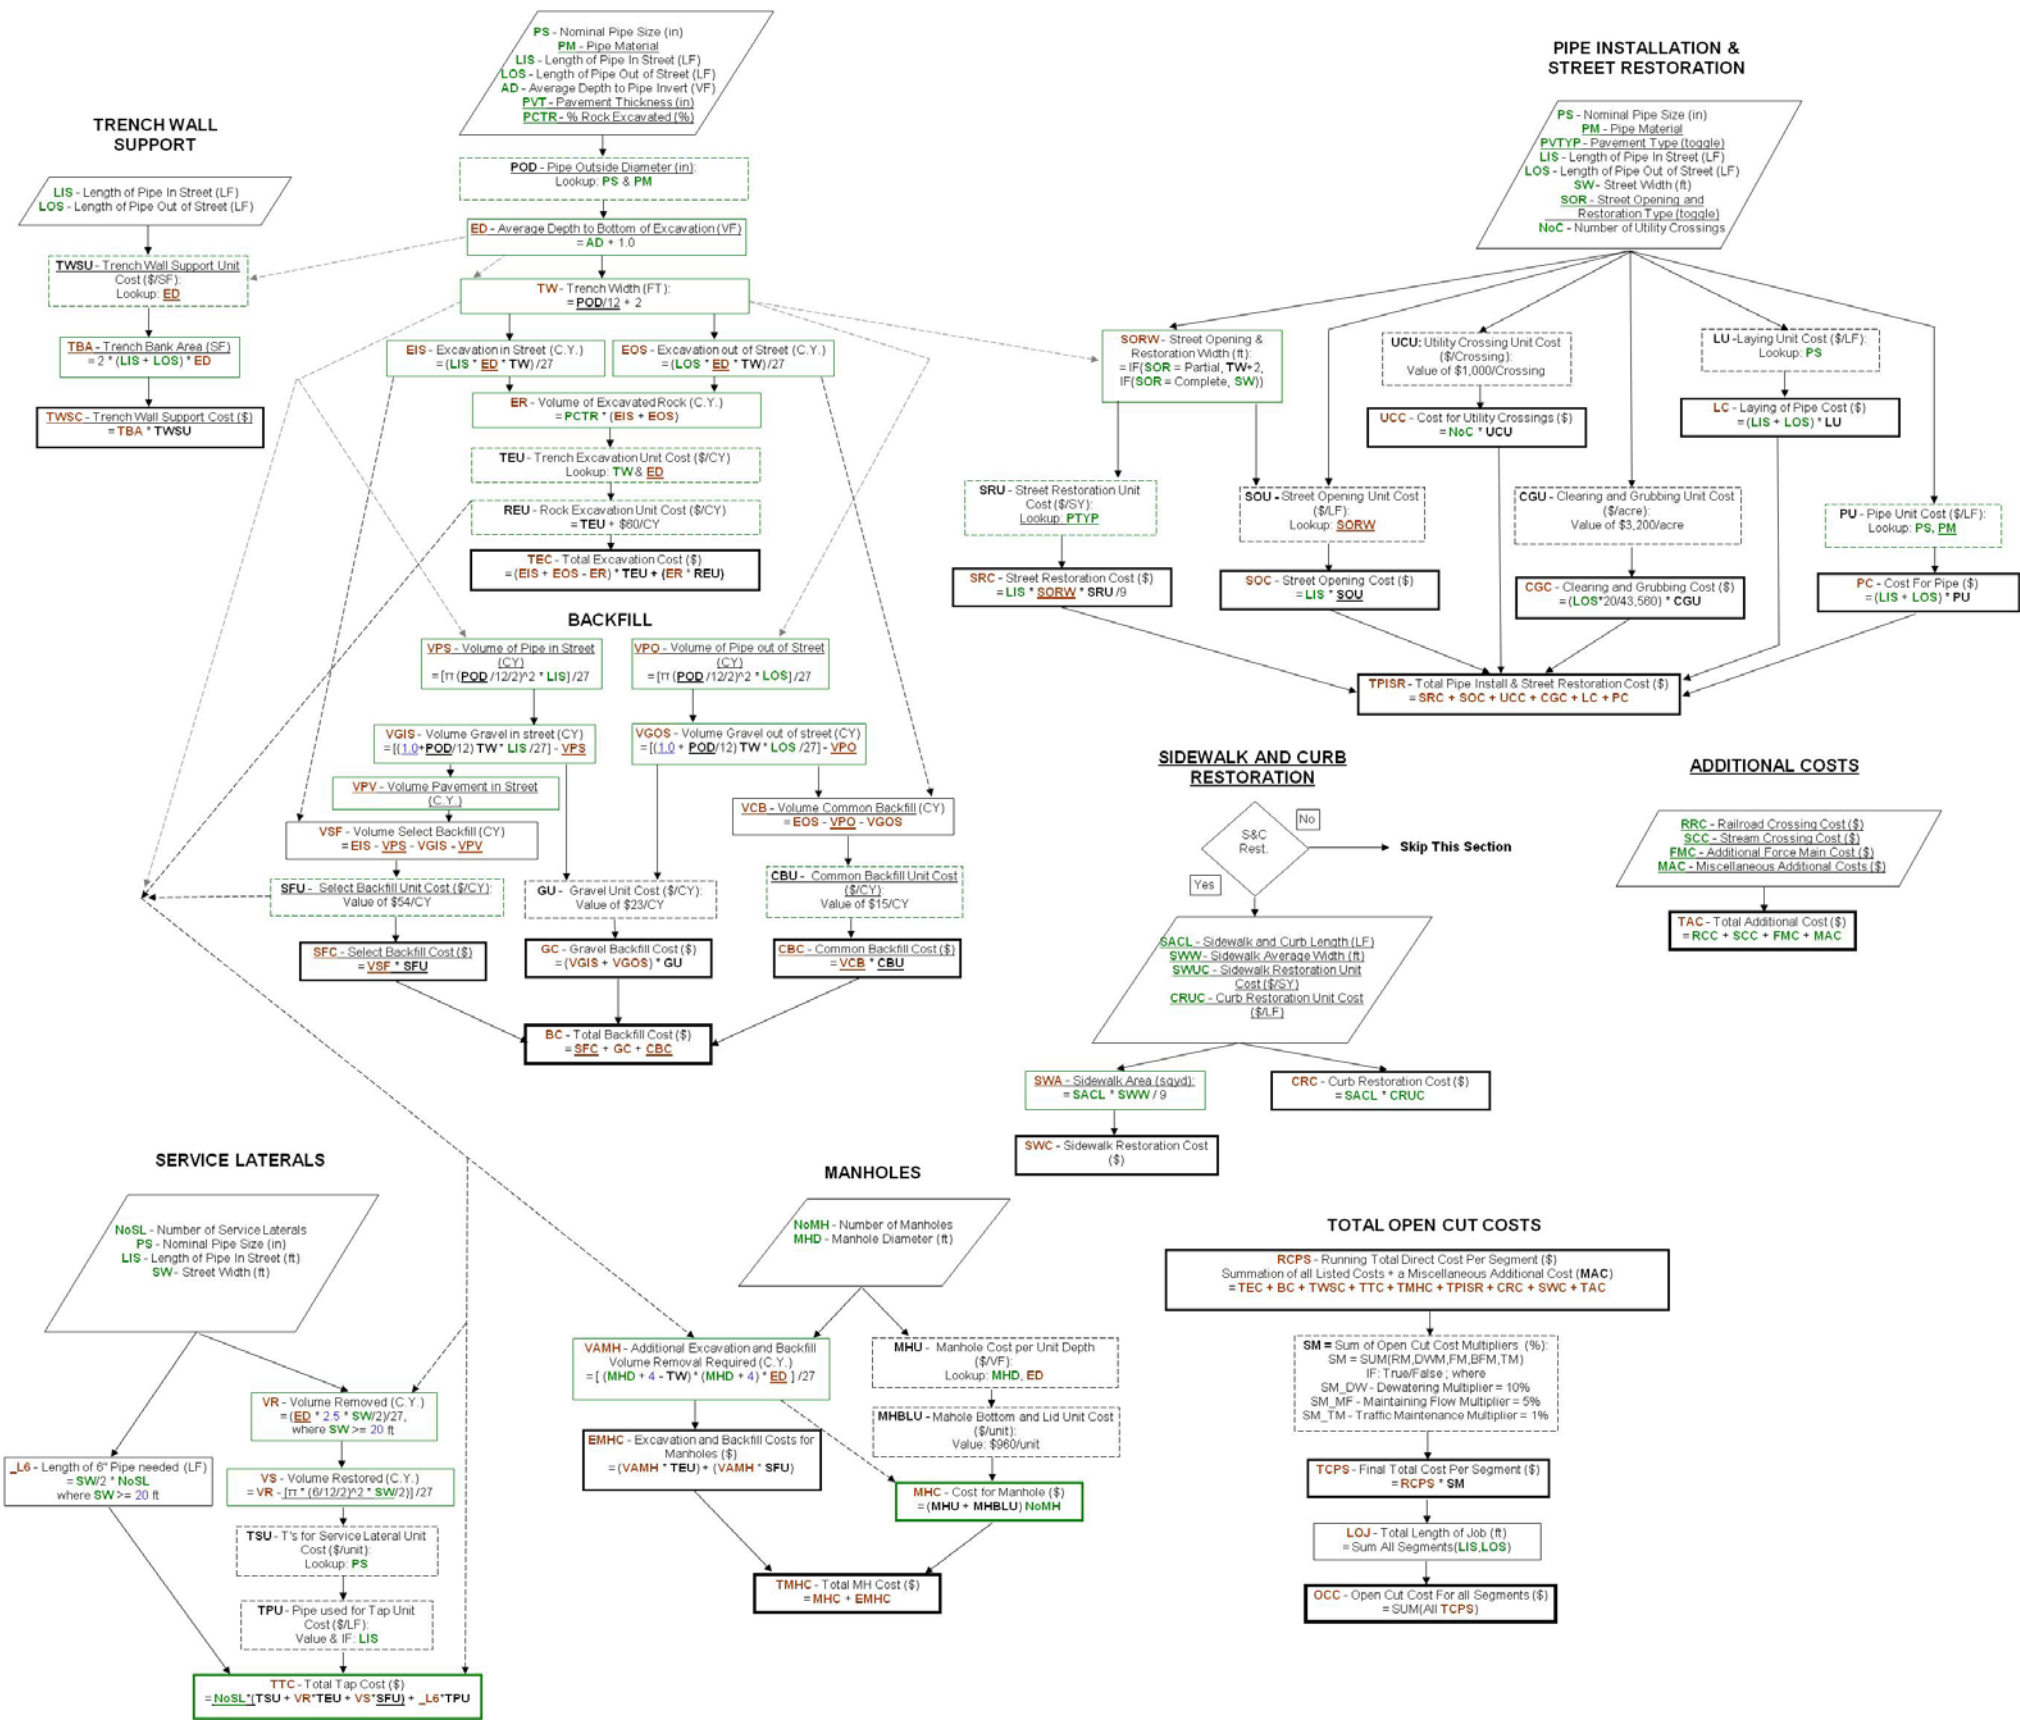 PS - Nominal Pipe Size (in)
PM - Pipe Material
LIS - Length of Pipe In Street (LF)
LOS - Length of Pipe Out of Street (LF)
AD - Average Depth to Pipe Invert (VF)
PVT - Pavement Thickness (in)
PCTR - % Rock Excavated (%)
POD - Pipe Outside Diameter (in):
Lookup: PS & PM
ED - Average Depth to Bottom of Excavation (VF)
= AD + 1.0
TW - Trench Width (FT):
= POD/12 + 2
EIS - Excavation in Street (C.Y.)
= (LIS * ED * TW) /27
EOS - Excavation out of Street (C.Y.)
= (LOS * ED * TW) /27
ER - Volume of Excavated Rock (C.Y.)
= PCTR * (EIS + EOS)
TEU - Trench Excavation Unit Cost ($/CY)
Lookup: TW & ED
REU - Rock Excavation Unit Cost ($/CY)
= TEU + $60/CY
TEC - Total Excavation Cost ($)
= (EIS + EOS - ER) * TEU + (ER * REU)
TRENCH WALL
SUPPORT
LIS - Length of Pipe In Street (LF)
LOS - Length of Pipe Out of Street (LF)
TWSU - Trench Wall Support Unit
Cost ($/SF):
Lookup: ED
TBA - Trench Bank Area (SF)
= 2 * (LIS + LOS) * ED
TWSC - Trench Wall Support Cost ($)
= TBA * TWSU
BACKFILL
VPS - Volume of Pipe in Street
(CY)
= [π (POD /12/2)^2 * LIS] /27
VPO - Volume of Pipe out of Street
(CY)
= [π (POD /12/2)^2 * LOS] /27
VGIS - Volume Gravel in street (CY)
= [(1.0+POD/12) TW * LIS /27] - VPS
VGOS - Volume Gravel out of street (CY)
= [(1.0 + POD/12) TW * LOS /27] - VPO
VPV - Volume Pavement in Street
(C.Y.)
VSF - Volume Select Backfill (CY)
= EIS - VPS - VGIS - VPV
VCB - Volume Common Backfill (CY)
= EOS - VPO - VGOS
SFU - Select Backfill Unit Cost ($/CY):
Value of $54/CY
GU - Gravel Unit Cost ($/CY):
Value of $23/CY
CBU - Common Backfill Unit Cost
($/CY):
Value of $15/CY
SFC - Select Backfill Cost ($)
= VSF * SFU
GC - Gravel Backfill Cost ($)
= (VGIS + VGOS) * GU
CBC - Common Backfill Cost ($)
= VCB * CBU
BC - Total Backfill Cost ($)
= SFC + GC + CBC
PIPE INSTALLATION &
STREET RESTORATION
PS - Nominal Pipe Size (in)
PM - Pipe Material
PVTYP - Pavement Type (toggle)
LIS - Length of Pipe In Street (LF)
LOS - Length of Pipe Out of Street (LF)
SW - Street Width (ft)
SOR - Street Opening and
Restoration Type (toggle)
NoC - Number of Utility Crossings
SORW - Street Opening &
Restoration Width (ft):
= IF(SOR = Partial, TW+2,
IF(SOR = Complete, SW))
UCU: Utility Crossing Unit Cost
($/Crossing):
Value of $1,000/Crossing
LU - Laying Unit Cost ($/LF):
Lookup: PS
UCC - Cost for Utility Crossings ($)
= NoC * UCU
LC - Laying of Pipe Cost ($)
= (LIS + LOS) * LU
SRU - Street Restoration Unit
Cost ($/SY):
Lookup: PTYP
SOU - Street Opening Unit Cost
($/LF):
Lookup: SORW
CGU - Clearing and Grubbing Unit Cost
($/acre):
Value of $3,200/acre
PU - Pipe Unit Cost ($/LF):
Lookup: PS, PM
SRC - Street Restoration Cost ($)
= LIS * SORW * SRU /9
SOC - Street Opening Cost ($)
= LIS * SOU
CGC - Clearing and Grubbing Cost ($)
= (LOS*20/43,560) * CGU
PC - Cost For Pipe ($)
= (LIS + LOS) * PU
TPISR - Total Pipe Install & Street Restoration Cost ($)
= SRC + SOC + UCC + CGC + LC + PC
SIDEWALK AND CURB
RESTORATION
S&C
Rest.
No
Skip This Section
Yes
SACL - Sidewalk and Curb Length (LF)
SWW - Sidewalk Average Width (ft)
SWUC - Sidewalk Restoration Unit
Cost ($/SY)
CRUC - Curb Restoration Unit Cost
($/LF)
SWA - Sidewalk Area (sqyd):
= SACL * SWW / 9
CRC - Curb Restoration Cost ($)
= SACL * CRUC
SWC - Sidewalk Restoration Cost
($)
ADDITIONAL COSTS
RRC - Railroad Crossing Cost ($)
SCC - Stream Crossing Cost ($)
FMC - Additional Force Main Cost ($)
MAC - Miscellaneous Additional Costs ($)
TAC - Total Additional Cost ($)
= RCC + SCC + FMC + MAC
SERVICE LATERALS
NoSL - Number of Service Laterals
PS - Nominal Pipe Size (in)
LIS - Length of Pipe In Street (ft)
SW - Street Width (ft)
VR - Volume Removed (C.Y.)
= (ED * 2.5 * SW/2)/27,
where SW >= 20 ft
_L6 - Length of 6" Pipe needed (LF)
= SW/2 * NoSL
where SW >= 20 ft
VS - Volume Restored (C.Y.)
= VR - [π * (6/12/2)^2 * SW/2)] /27
TSU - T's for Service Lateral Unit
Cost ($/unit):
Lookup: PS
TPU - Pipe used for Tap Unit
Cost ($/LF):
Value & IF: LIS
TTC - Total Tap Cost ($)
= NoSL*(TSU + VR*TEU + VS*SFU) + _L6*TPU
MANHOLES
NoMH - Number of Manholes
MHD - Manhole Diameter (ft)
VAMH - Additional Excavation and Backfill
Volume Removal Required (C.Y.)
= [ (MHD + 4 - TW) * (MHD + 4) * ED ] /27
MHU - Manhole Cost per Unit Depth
($/VF):
Lookup: MHD, ED
MHBLU - Mahole Bottom and Lid Unit Cost
($/unit):
Value: $960/unit
EMHC - Excavation and Backfill Costs for
Manholes ($)
= (VAMH * TEU) + (VAMH * SFU)
MHC - Cost for Manhole ($)
= (MHU + MHBLU) NoMH
TMHC - Total MH Cost ($)
= MHC + EMHC
TOTAL OPEN CUT COSTS
RCPS - Running Total Direct Cost Per Segment ($)
Summation of all Listed Costs + a Miscellaneous Additional Cost (MAC)
= TEC + BC + TWSC + TTC + TMHC + TPISR + CRC + SWC + TAC
SM = Sum of Open Cut Cost Multipliers (%):
SM = SUM(RM,DWM,FM,BFM,TM)
IF: True/False ; where
SM_DW - Dewatering Multiplier = 10%
SM_MF - Maintaining Flow Multiplier = 5%
SM_TM - Traffic Maintenance Multiplier = 1%
TCPS - Final Total Cost Per Segment ($)
= RCPS * SM
LOJ - Total Length of Job (ft)
= Sum All Segments(LIS,LOS)
OCC - Open Cut Cost For all Segments ($)
= SUM(All TCPS)